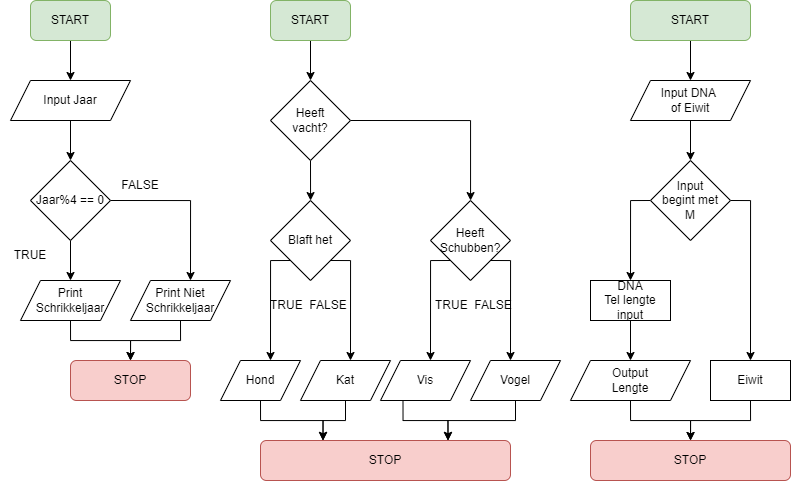 START
Input Jaar
Jaar%4 == 0
FALSE
TRUE
Print
Schrikkeljaar
Print Niet
Schrikkeljaar
STOP
START
Heeft
vacht?
Blaft het
Heeft
Schubben?
TRUE
FALSE
TRUE
FALSE
Hond
Kat
Vis
Vogel
STOP
START
Input DNA
of Eiwit
Input
begint met
M
DNA
Tel lengte
input
Output
Lengte
Eiwit
STOP